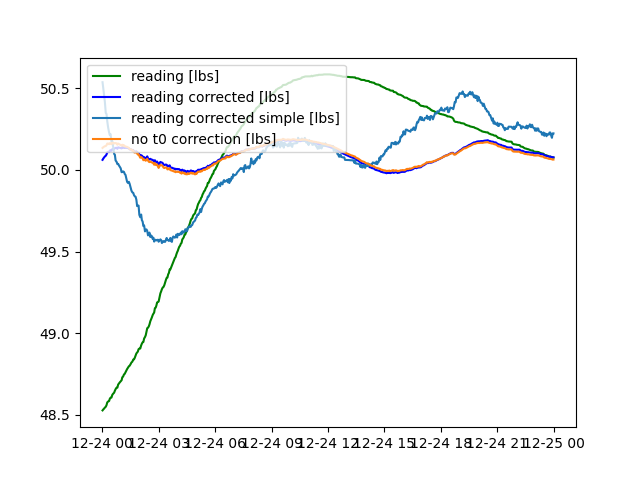 reading [lbs]
reading corrected [lbs]
reading corrected simple [lbs]
no t0 correction [lbs]
50.5
50.0
49.5
49.0
48.5
12-24 00 12-24 03 12-24 06 12-24 09 12-24 12 12-24 15 12-24 18 12-24 21 12-25 00